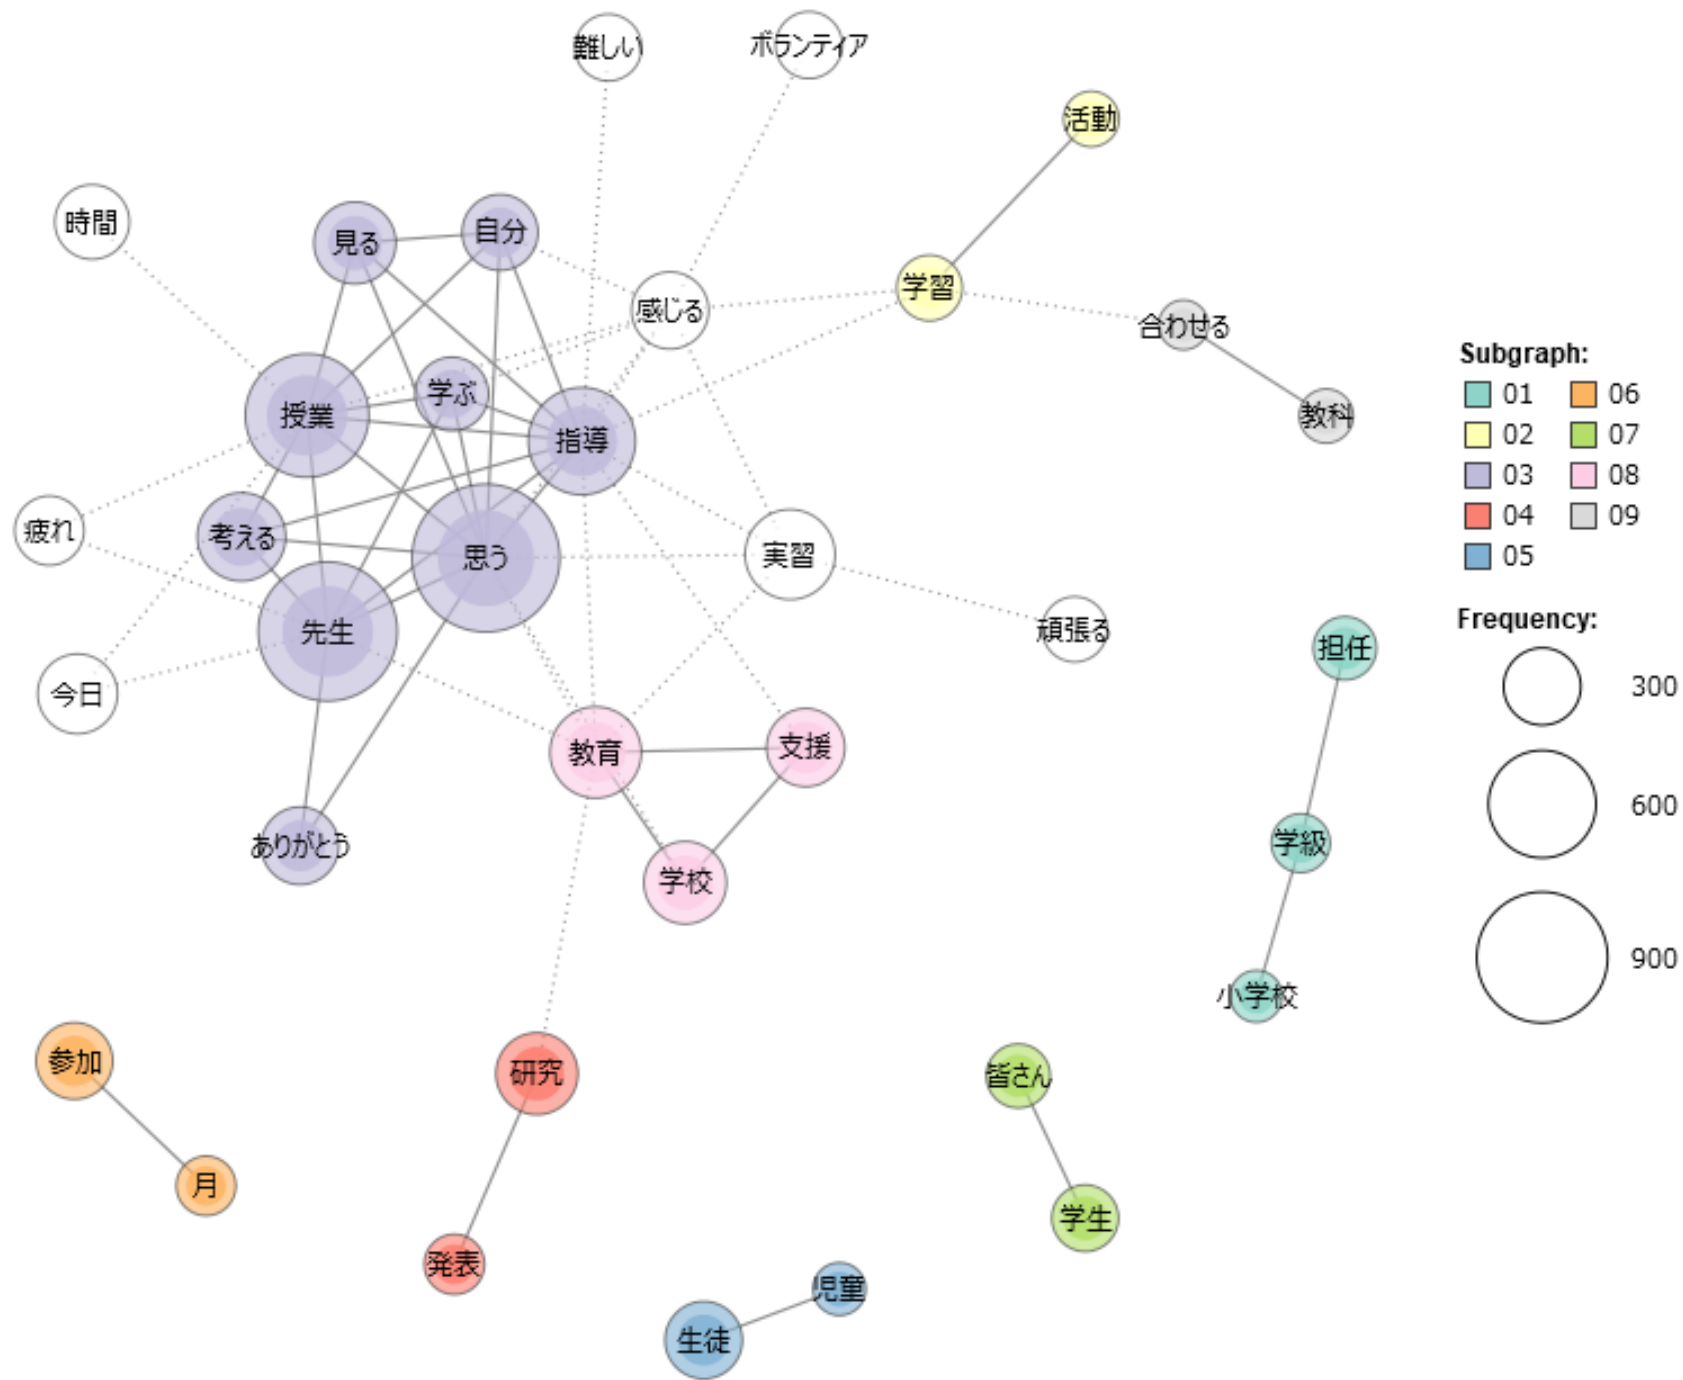 難しい
ボランティア
活動
時間
見る
自分
感じる
学習
合わせる
教科
授業
学ぶ
指導
疲れ
考える
思う
実習
先生
今日
頑張る
担任
教育
支援
ありがとう
学校
学級
小学校
参加
月
研究
発表
皆さん
学生
児童
生徒
Subgraph:
01 06
02 07
03 08
04 09
05
Frequency:
300
600
900